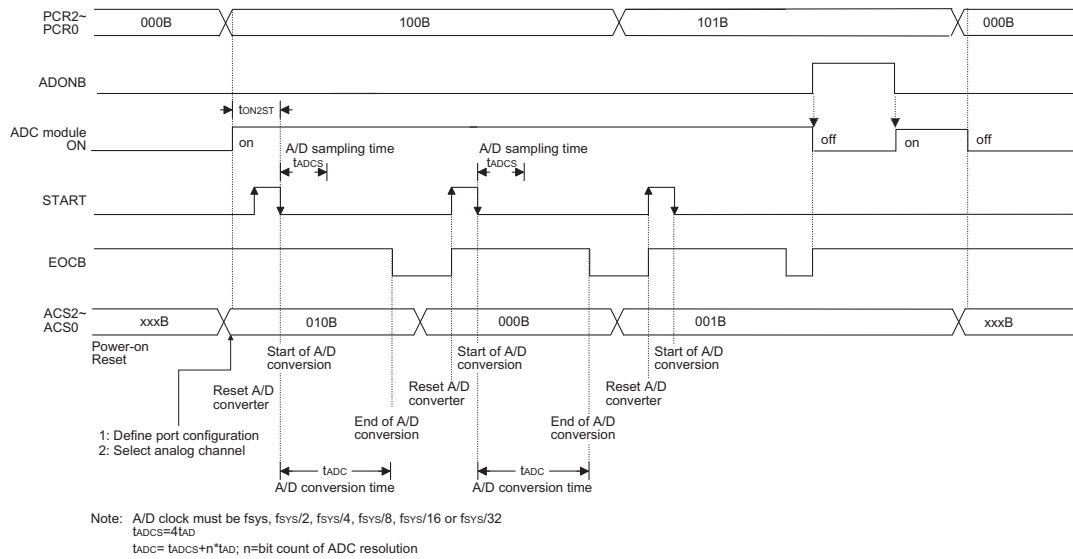 PCR2~
PCR0
000B
100B
101B
000B
ADONB
tON2ST
ADC module
ON
on
off
on
off
A/D sampling time
tADCS
A/D sampling time
tADCS
START
EOCB
ACS2~
ACS0
xxxB
010B
000B
001B
xxxB
Power-on
Reset
Start of A/D
conversion
Start of A/D
conversion
Start of A/D
conversion
Reset A/D
converter
Reset A/D
converter
Reset A/D
converter
End of A/D
conversion
End of A/D
conversion
1: Define port configuration
2: Select analog channel
tADC
A/D conversion time
tADC
A/D conversion time
Note: A/D clock must be fsys, fSYS/2, fSYS/4, fSYS/8, fSYS/16 or fSYS/32
tADCS=4tAD
tADC= tADCS+n*tAD; n=bit count of ADC resolution